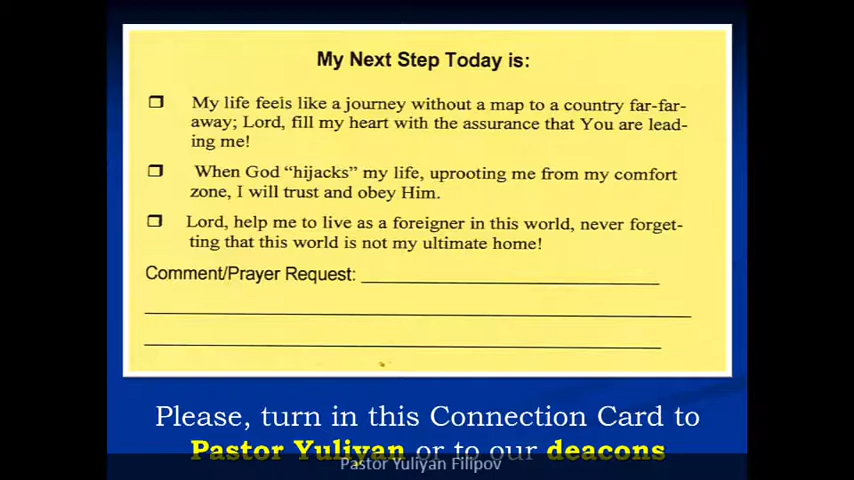 My Next Step Today is:
My life feels like a journey without a map to a country far-far-
away; Lord, fill my heart with the assurance that You are lead-
ing me!
When God “hijacks” my life, uprooting me from my comfort
zone, I will trust and obey Him.
Lord, help me to live as a foreigner in this world, never forget-
ting that this world is not my ultimate home!
Comment/Prayer Request:
Please, turn in this Connection Card to
Pastor Yuliyan or to our deacons
Pastor Yuliyan Filipov